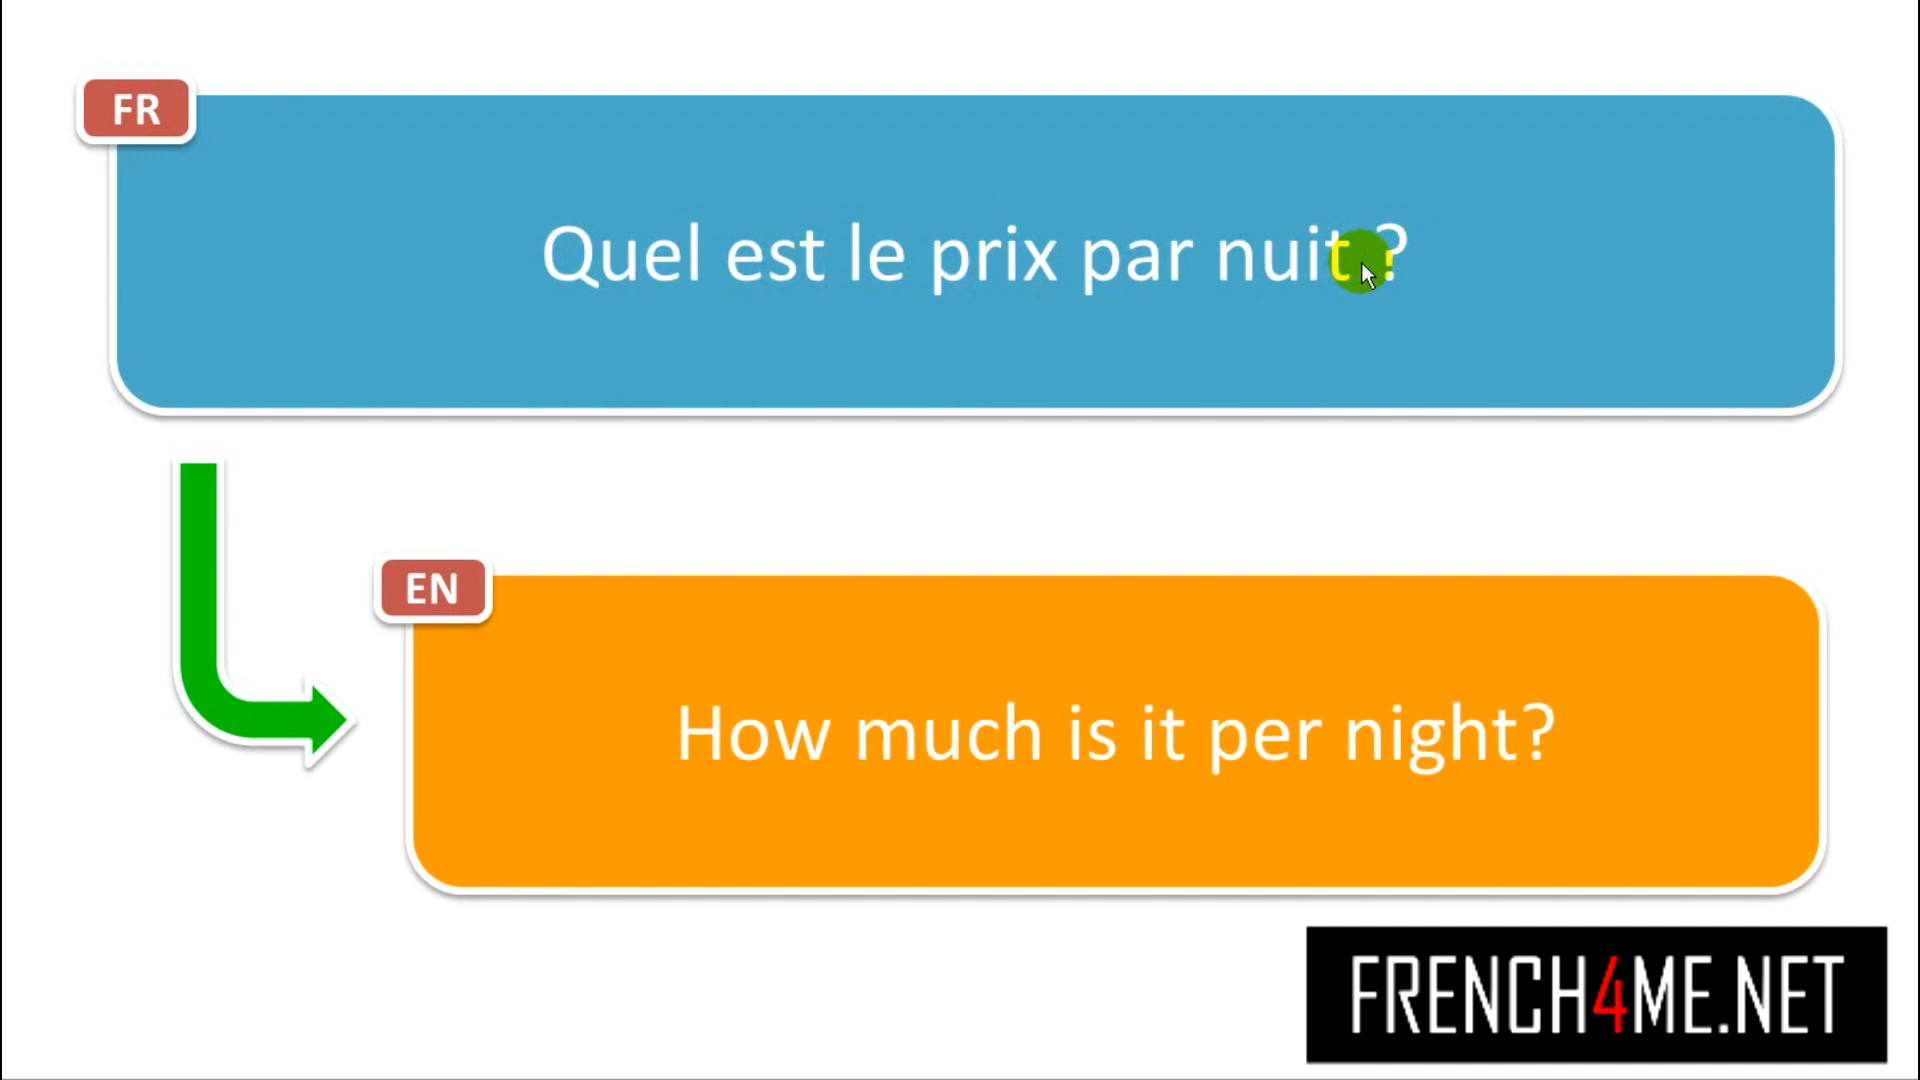 FR
Quel est le prix par nuit ?
EN
How much is it per night?
FRENCH4ME.NET